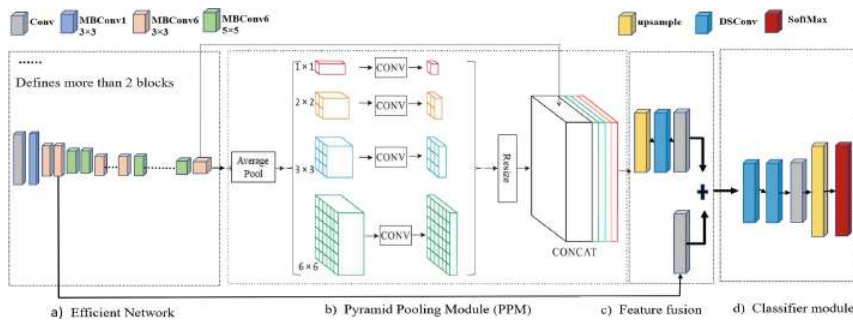 Conv
MBConv1
3×3
MBConv6
3×3
MBConv6
5×5
upsample
DSConv
SoftMax
......
Defines more than 2 blocks
1×1
CONV
2×2
CONV
3×3
CONV
6×6
CONV
Average
Pool
Resize
CONCAT
+
a) Efficient Network
b) Pyramid Pooling Module (PPM)
c) Feature fusion
d) Classifier module